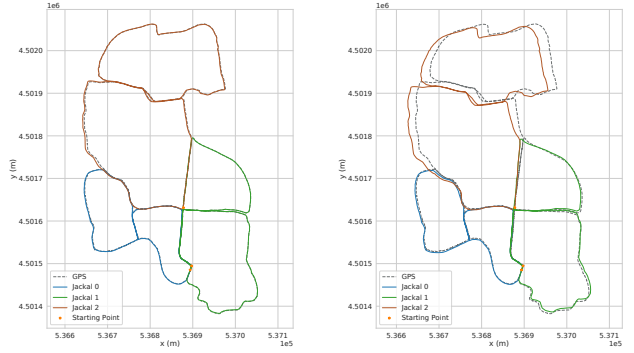 1e6
4.5020
4.5019
4.5018
4.5017
4.5016
4.5015
4.5014
y (m)
GPS
Jackal 0
Jackal 1
Jackal 2
Starting Point
5.366 5.367 5.368 5.369 5.370 5.371
x (m)
1e5
1e6
4.5020
4.5019
4.5018
4.5017
4.5016
4.5015
4.5014
y (m)
GPS
Jackal 0
Jackal 1
Jackal 2
Starting Point
5.366 5.367 5.368 5.369 5.370 5.371
x (m)
1e5